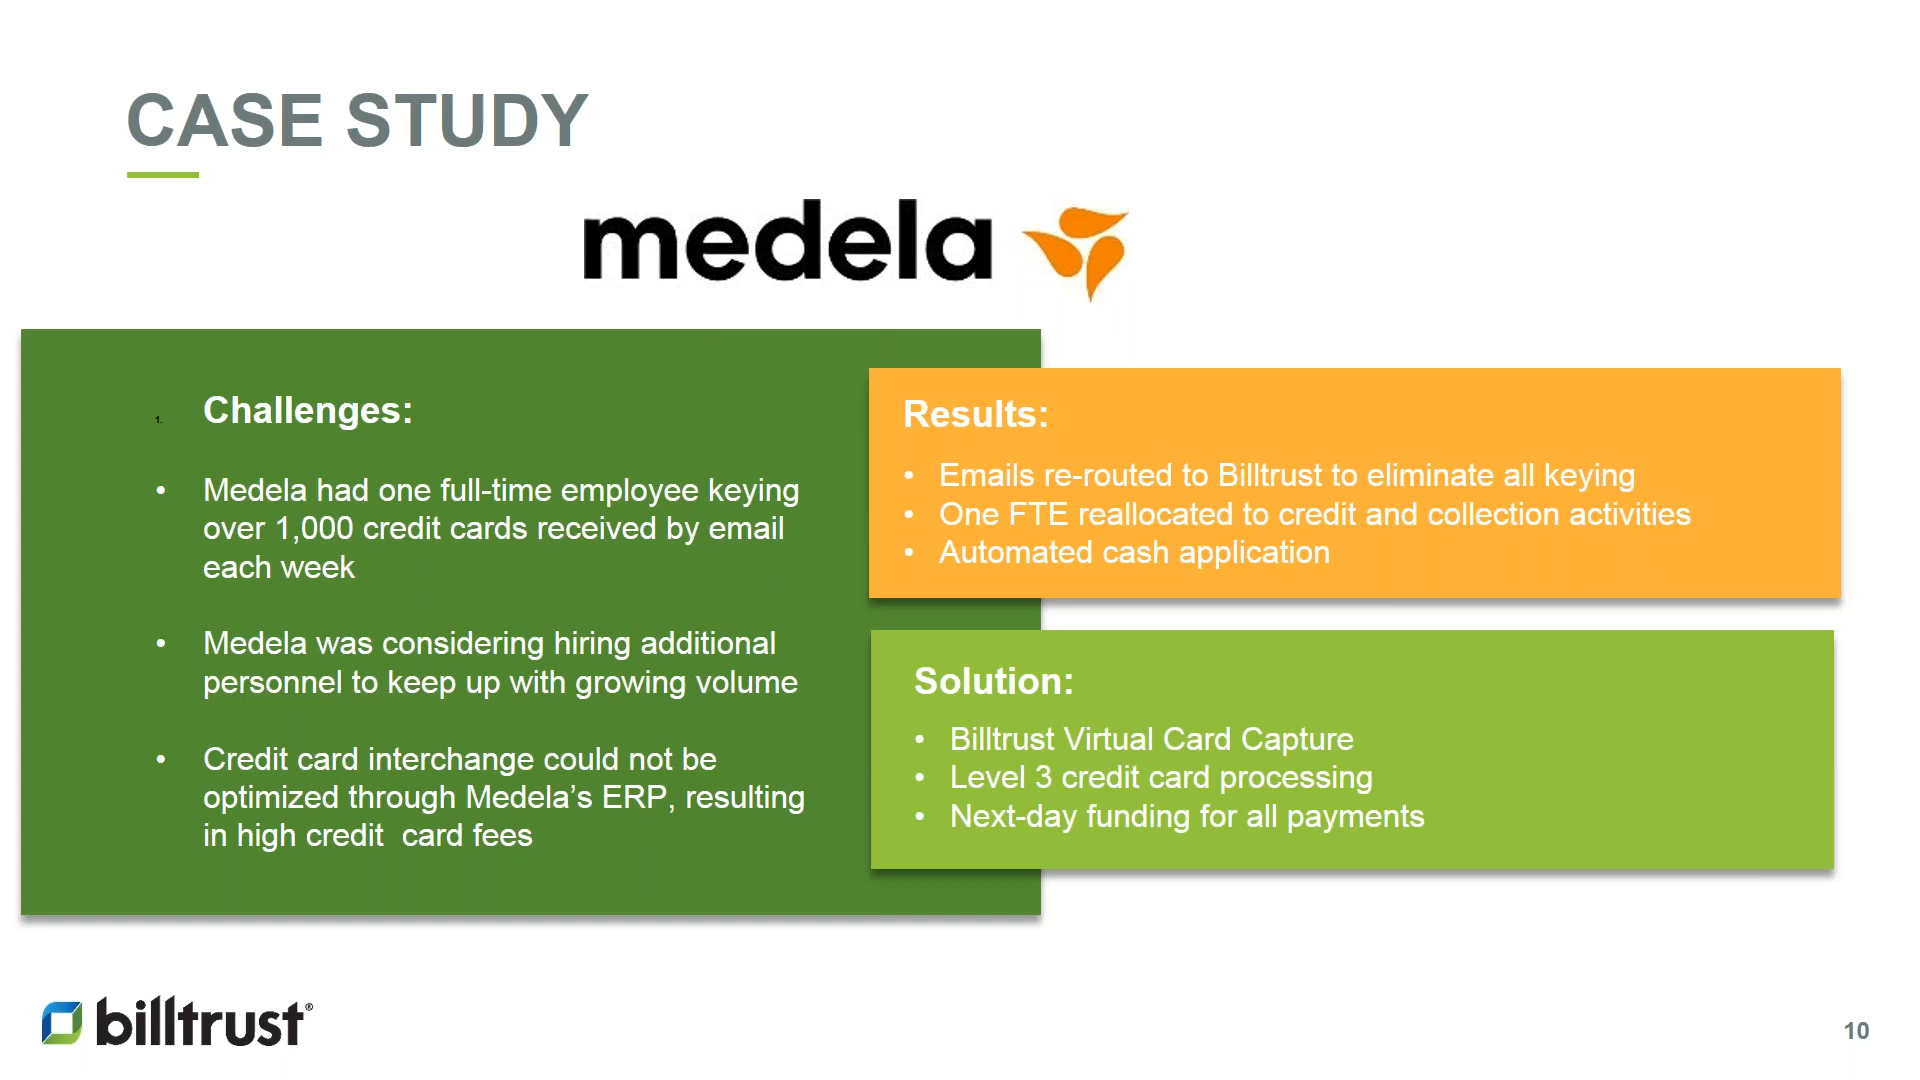 CASE STUDY
medela
1. Challenges:
• Medela had one full-time employee keying
over 1,000 credit cards received by email
each week
• Medela was considering hiring additional
personnel to keep up with growing volume
• Credit card interchange could not be
optimized through Medela’s ERP, resulting
in high credit  card fees
Results:
• Emails re-routed to Billtrust to eliminate all keying
• One FTE reallocated to credit and collection activities
• Automated cash application
Solution:
• Billtrust Virtual Card Capture
• Level 3 credit card processing
• Next-day funding for all payments
billtrust®
10